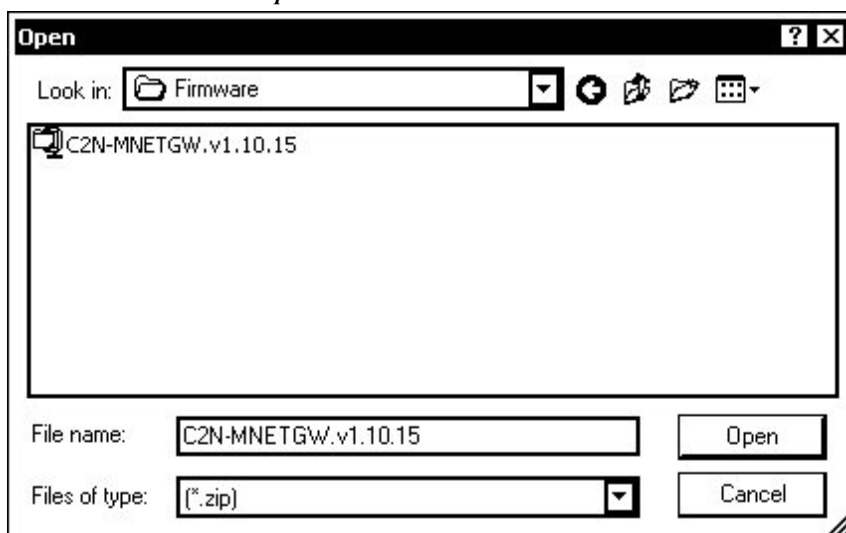 Open
Look in: Firmware
C2N-MNETGW.v1.10.15
File name: C2N-MNETGW.v1.10.15 Open
Files of type: (*.zip) Cancel